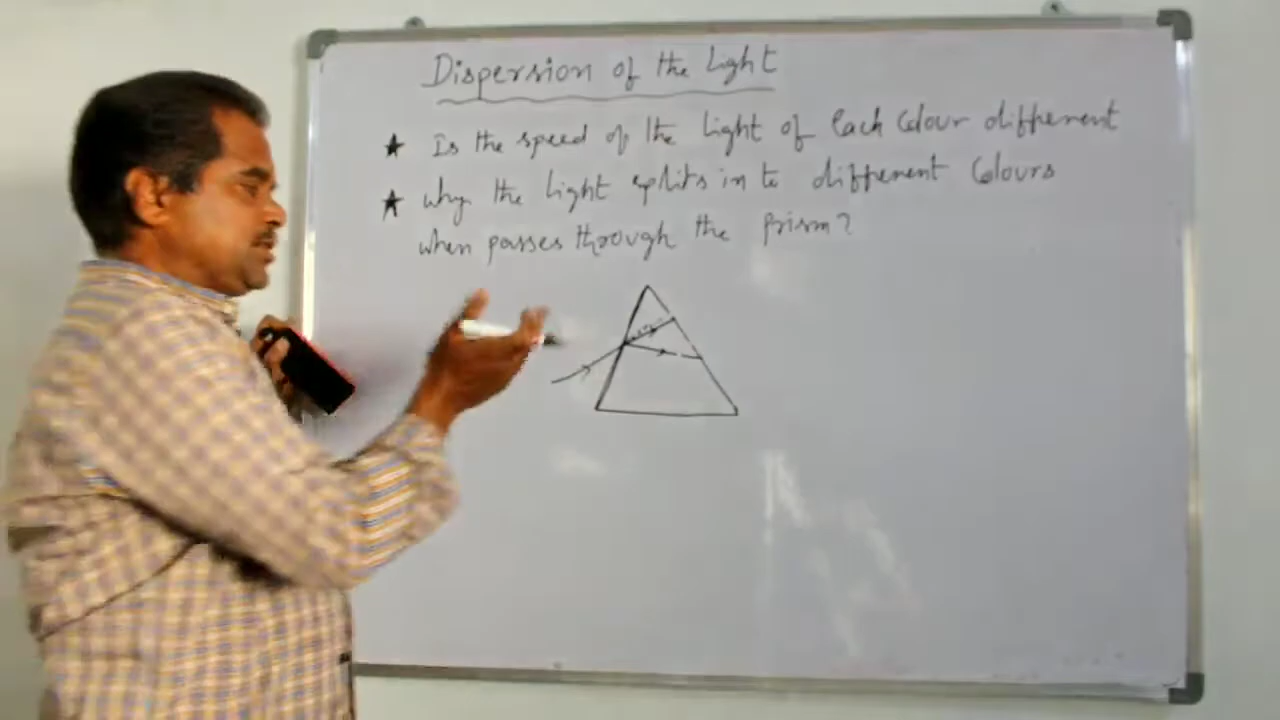 Dispersion of the Light
★ Is the speed of the Light of Each Colour different
★ Why the Light splits in to different Colours
when passes through the Prism?